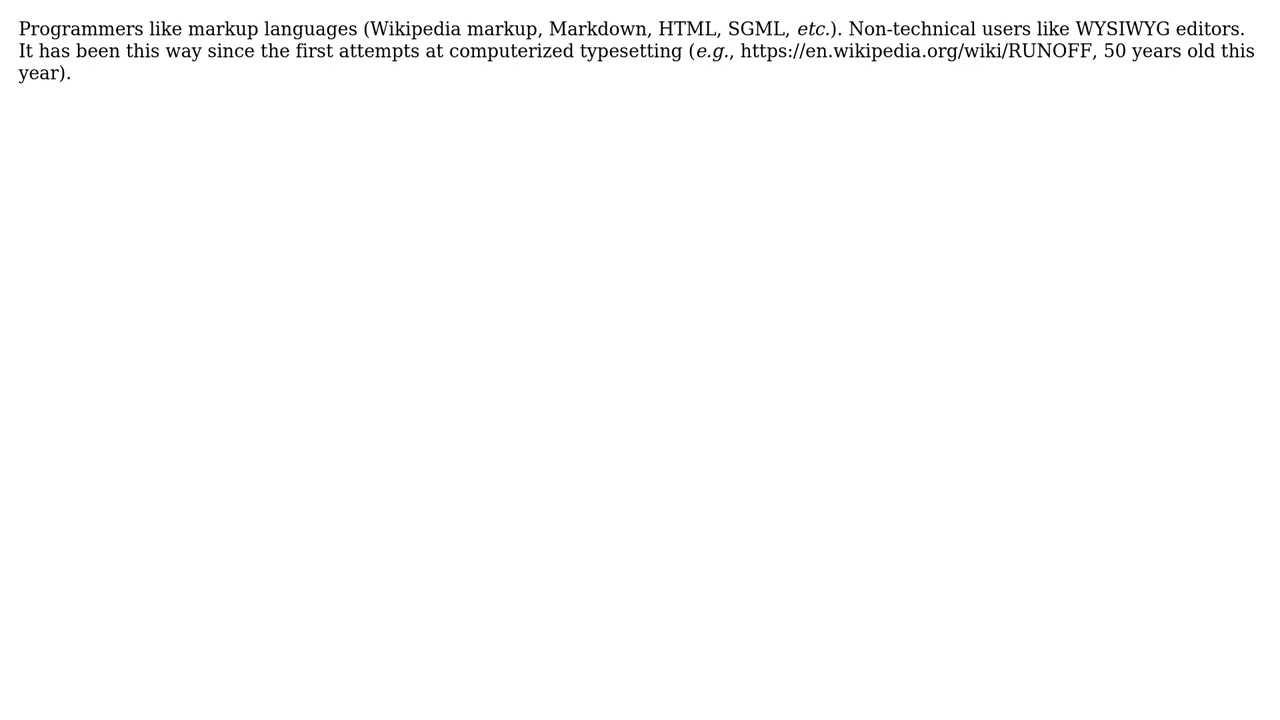 Programmers like markup languages (Wikipedia markup, Markdown, HTML, SGML, etc.). Non-technical users like WYSIWYG editors.
It has been this way since the first attempts at computerized typesetting (e.g., https://en.wikipedia.org/wiki/RUNOFF, 50 years old this
year).